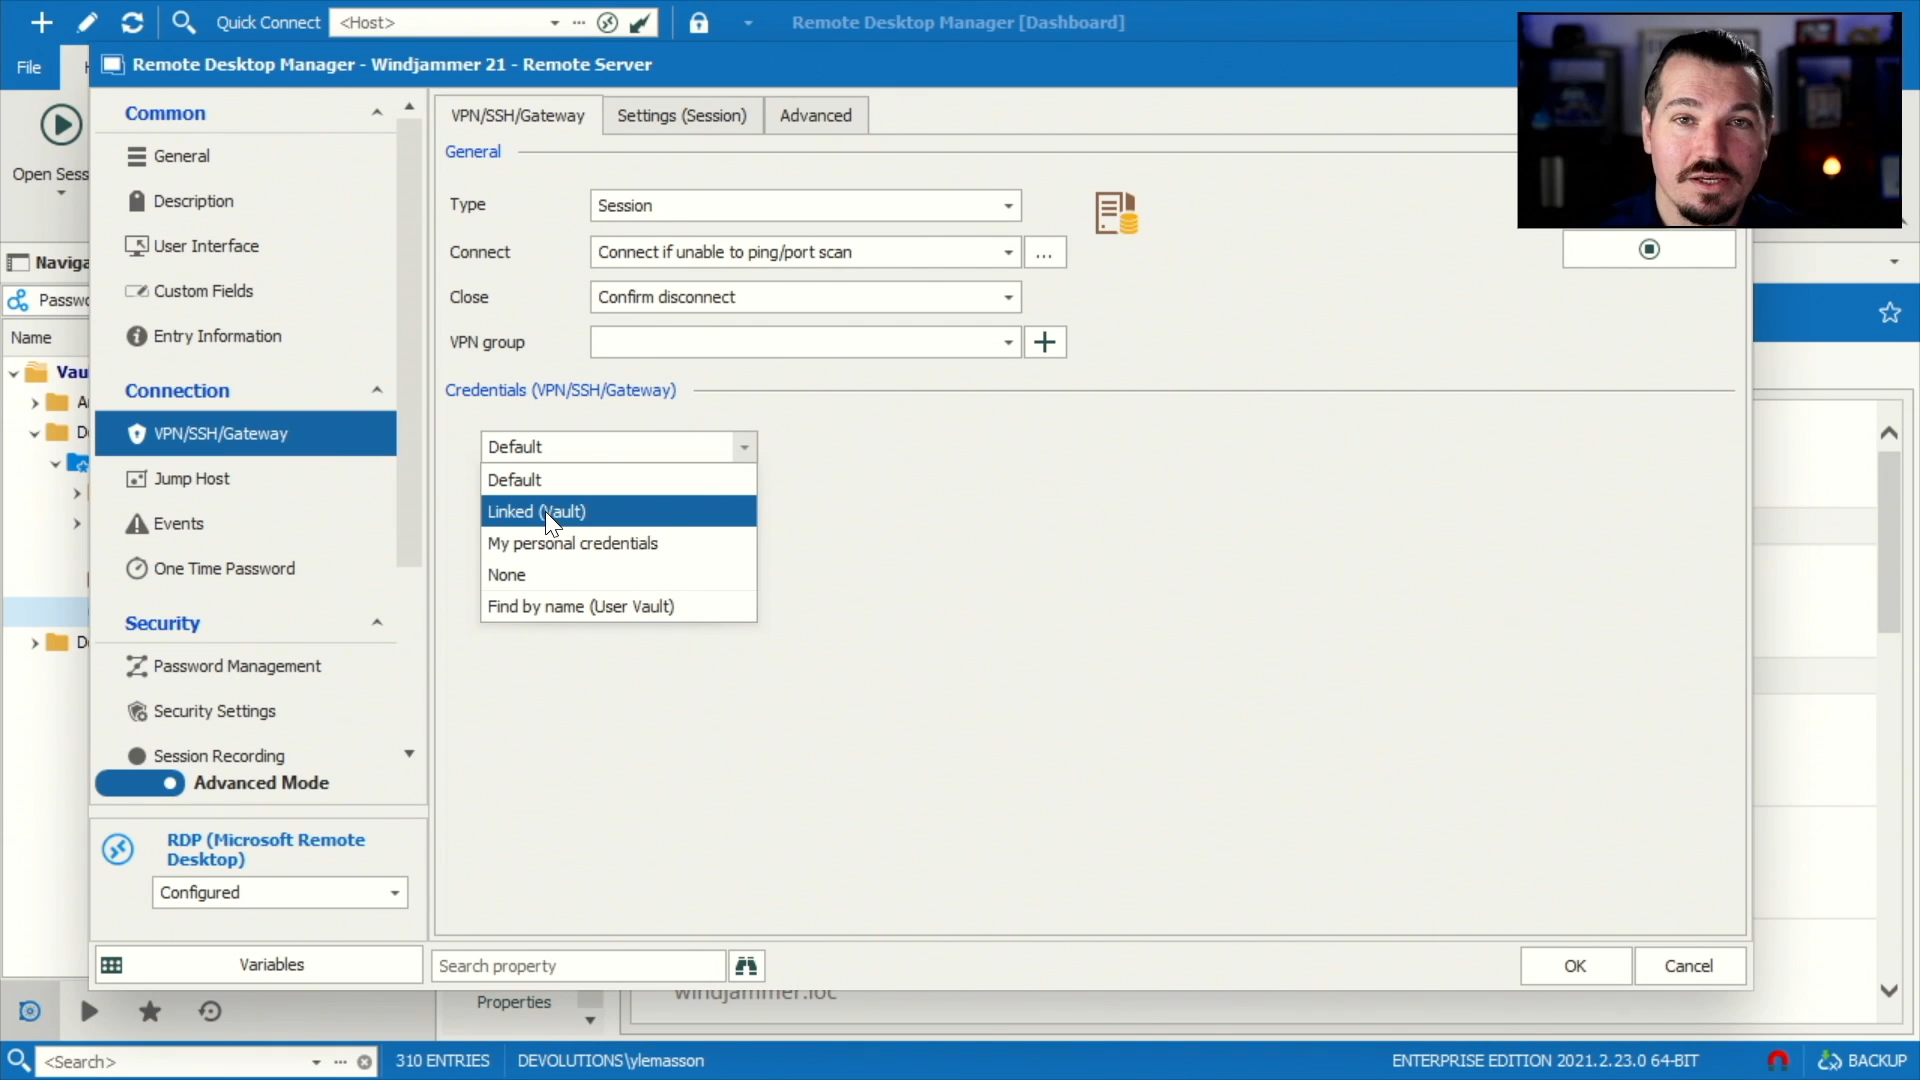 Quick Connect
<Host>
Remote Desktop Manager [Dashboard]
File
Remote Desktop Manager - Windjammer 21 - Remote Server
Open Sess
Naviga
Passwo
Name
Vau
Common
General
Description
User Interface
Custom Fields
Entry Information
Connection
VPN/SSH/Gateway
Jump Host
Events
One Time Password
Security
Password Management
Security Settings
Session Recording
Advanced Mode
RDP (Microsoft Remote
Desktop)
Configured
Variables
VPN/SSH/Gateway
Settings (Session)
Advanced
General
Type
Session
Connect
Connect if unable to ping/port scan
...
Close
Confirm disconnect
VPN group
Credentials (VPN/SSH/Gateway)
Default
Default
Linked (Vault)
My personal credentials
None
Find by name (User Vault)
Search property
OK
Cancel
Properties
windjammer.loc
<Search>
310 ENTRIES
DEVOLUTIONS\ylemasson
ENTERPRISE EDITION 2021.2.23.0 64-BIT
BACKUP